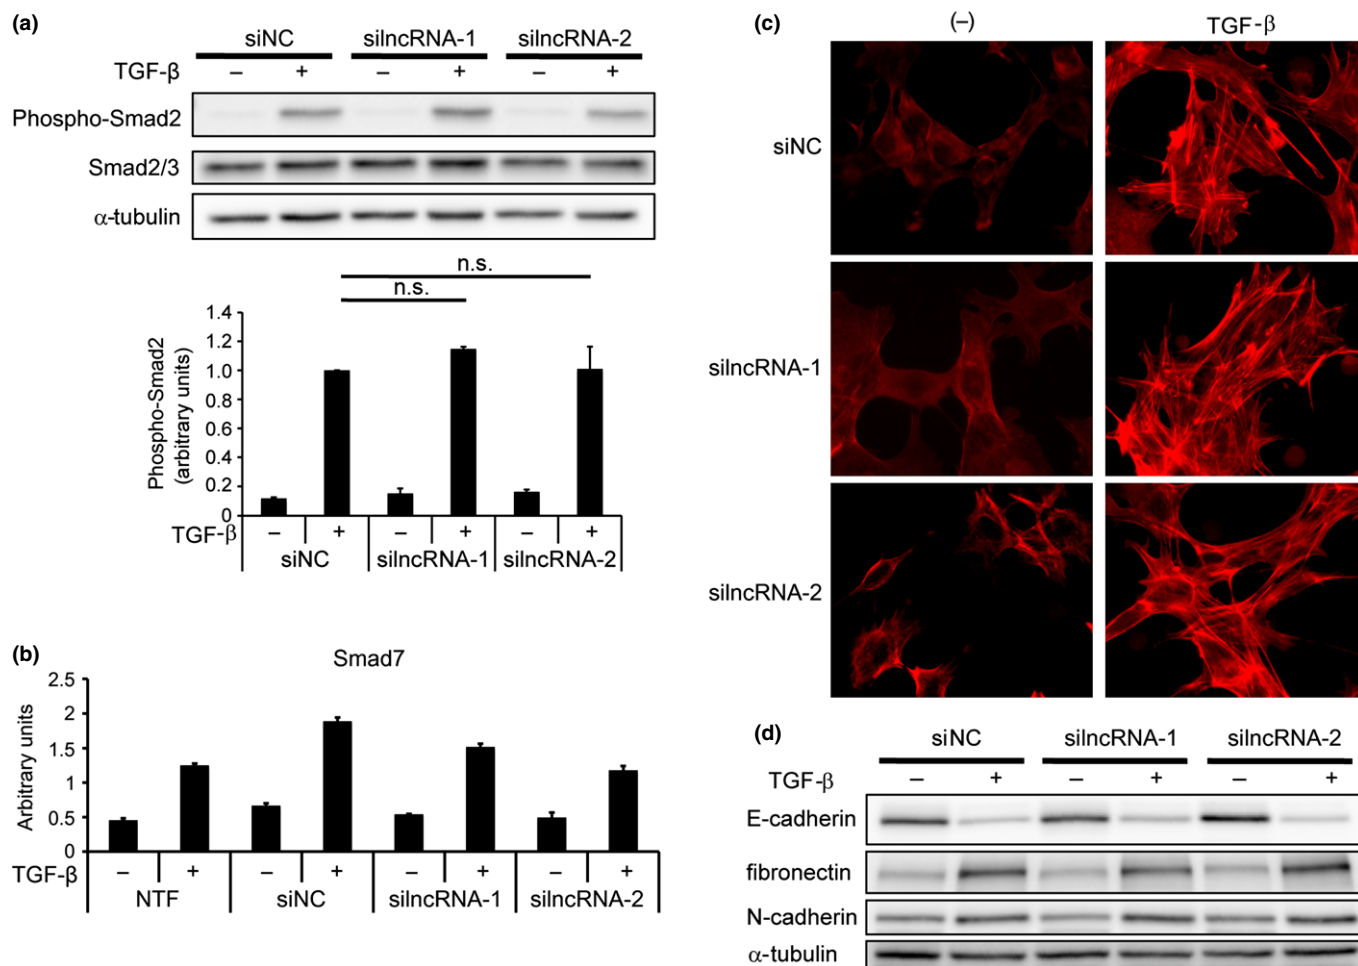 (a)
siNC silncRNA-1 silncRNA-2
TGF-β – + – + – +
Phospho-Smad2
Smad2/3
α-tubulin
n.s.
n.s.
Phospho-Smad2
(arbitrary units)
1.4
1.2
1.0
0.8
0.6
0.4
0.2
0
TGF-β – + – + – +
siNC silncRNA-1 silncRNA-2
(b)
Smad7
Arbitrary units
2.5
2
1.5
1
0.5
0
TGF-β – + – + – + – +
NTF siNC silncRNA-1 silncRNA-2
(c)
(–) TGF-β
siNC
silncRNA-1
silncRNA-2
(d)
siNC silncRNA-1 silncRNA-2
TGF-β – + – + – +
E-cadherin
fibronectin
N-cadherin
α-tubulin